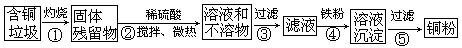 含铜垃圾 灼烧 ① 固体残留物 稀硫酸 ②搅拌、微热 溶液和不溶物 过滤 ③ 滤液 铁粉 ④ 溶液沉淀 过滤 ⑤ 铜粉